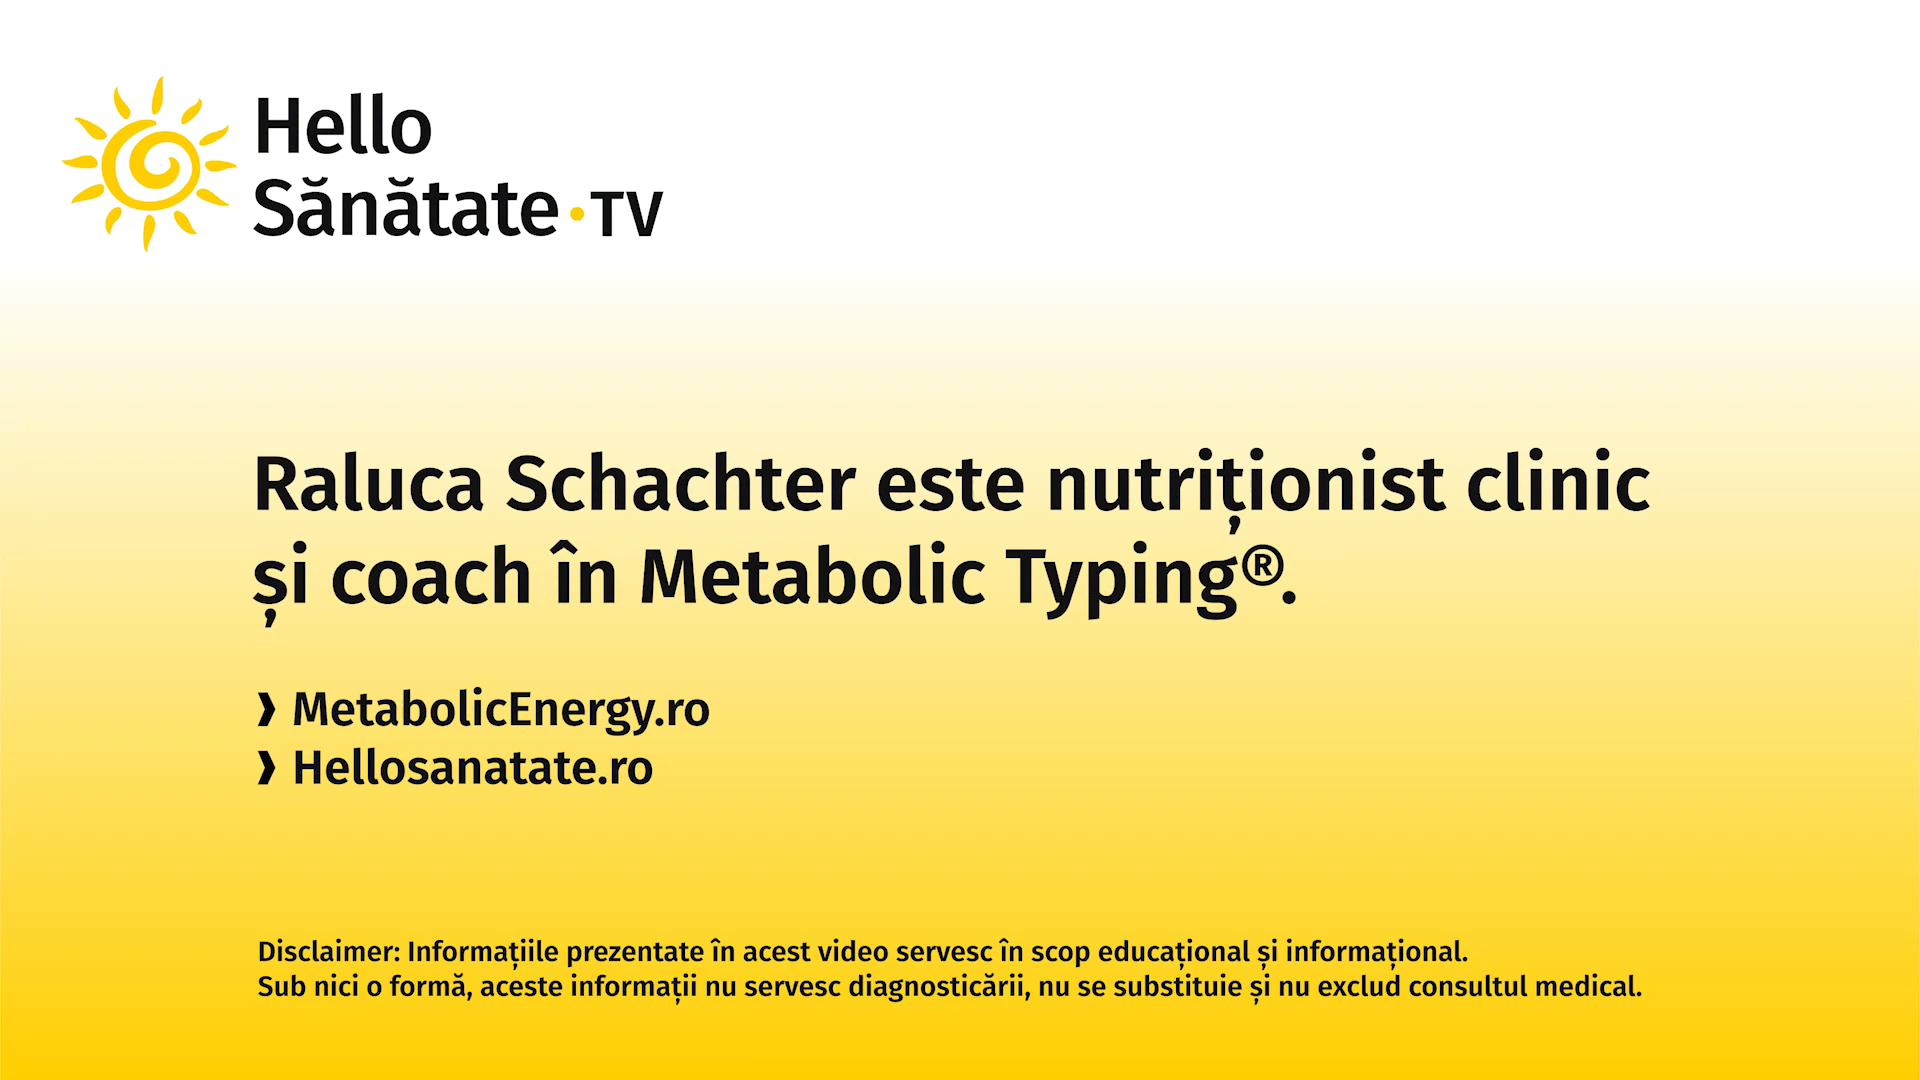 Hello
Sănătate·TV
Raluca Schachter este nutriționist clinic
și coach în Metabolic Typing®.
❯ MetabolicEnergy.ro
❯ Hellosanatate.ro
Disclaimer: Informațiile prezentate în acest video servesc în scop educațional și informațional.
Sub nici o formă, aceste informații nu servesc diagnosticării, nu se substituie și nu exclud consultul medical.